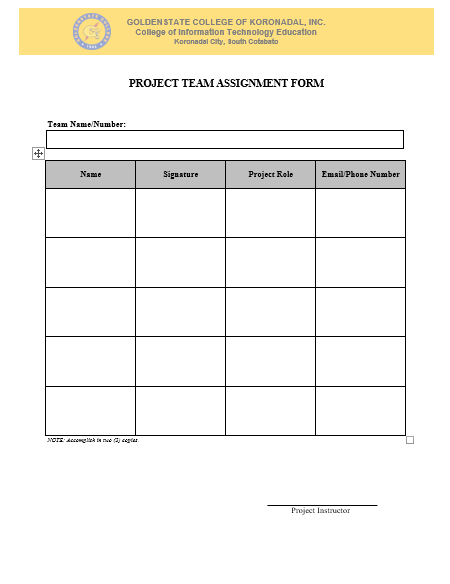 GOLDENSTATE COLLEGE OF KORONADAL, INC.
College of Information Technology Education
Koronadal City, South Cotabato
PROJECT TEAM ASSIGNMENT FORM
Team Name/Number:
Name Signature Project Role Email/Phone Number
NOTE: Accomplish in two (2) copies.
Project Instructor